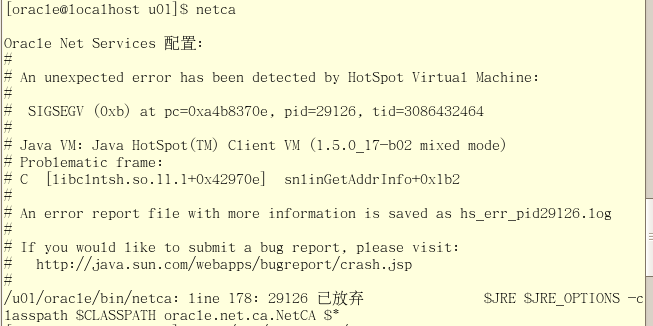 [oracle@localhost u01]$ netca
Oracle Net Services 配置：
#
# An unexpected error has been detected by HotSpot Virtual Machine:
#
#  SIGSEGV (0xb) at pc=0xa4b8370e, pid=29126, tid=3086432464
#
# Java VM: Java HotSpot(TM) Client VM (1.5.0_17-b02 mixed mode)
# Problematic frame:
# C  [libclntsh.so.11.1+0x42970e]  snlinGetAddrInfo+0x1b2
#
# An error report file with more information is saved as hs_err_pid29126.log
#
# If you would like to submit a bug report, please visit:
#   http://java.sun.com/webapps/bugreport/crash.jsp
#
/u01/oracle/bin/netca: line 178: 29126 已放弃 $JRE $JRE_OPTIONS -c
lasspath $CLASSPATH oracle.net.ca.NetCA $*